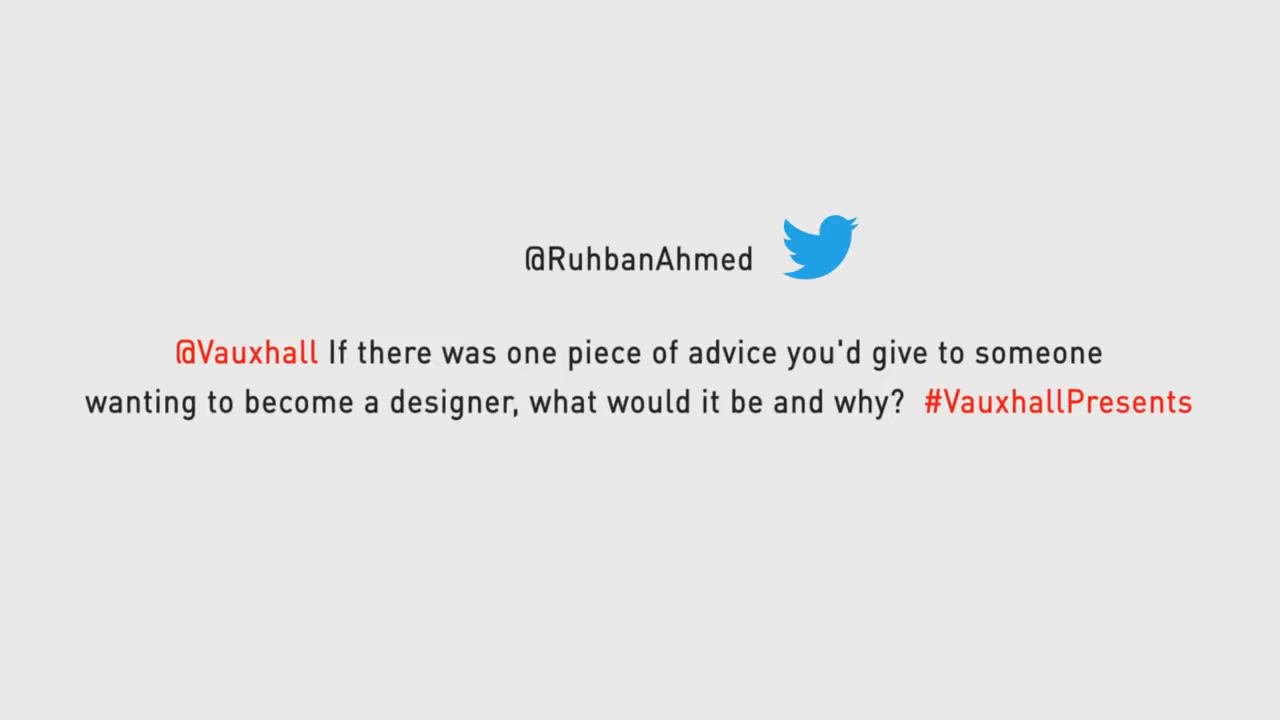 @RuhbanAhmed
@Vauxhall If there was one piece of advice you'd give to someone
wanting to become a designer, what would it be and why? #VauxhallPresents